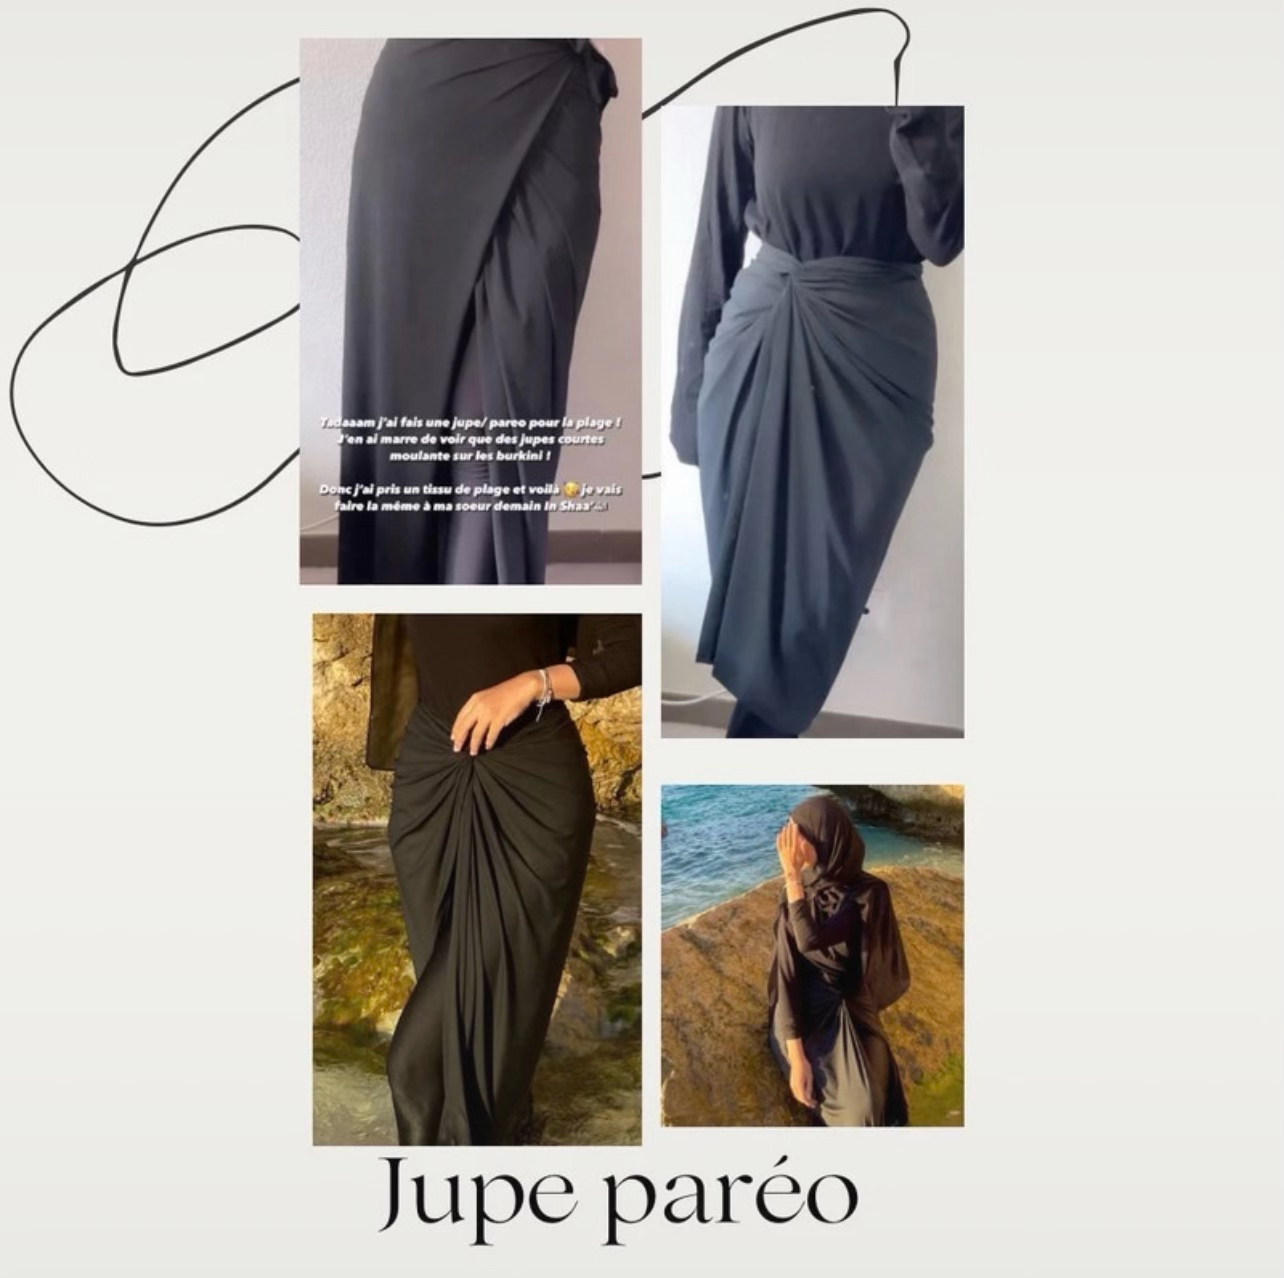 Tadaaam j'ai fais une jupe/ pareo pour la plage !
J'en ai marre de voir que des jupes courtes
moulante sur les burkini !
Donc j'ai pris un tissu de plage et voilà 😉 je vais
faire la même à ma soeur demain In Shaa'
Jupe paréo